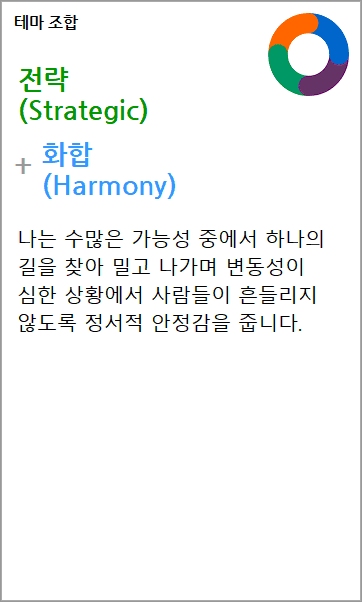 테마 조합
전략
(Strategic)
+ 화합
(Harmony)
나는 수많은 가능성 중에서 하나의
길을 찾아 밀고 나가며 변동성이
심한 상황에서 사람들이 흔들리지
않도록 정서적 안정감을 줍니다.